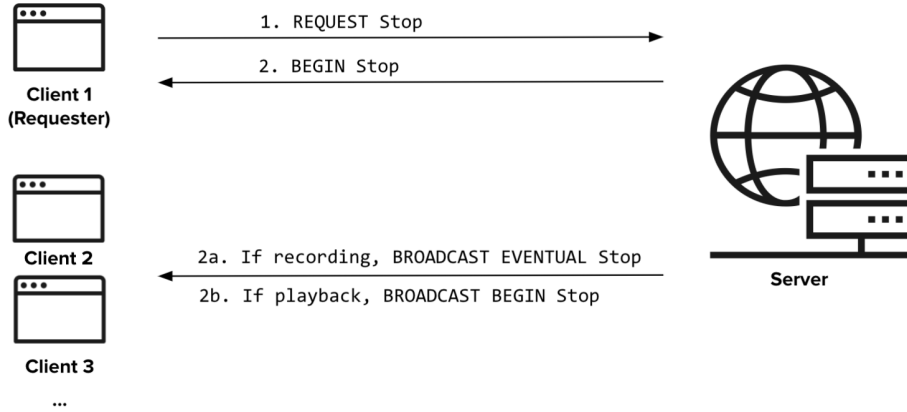 1. REQUEST Stop
2. BEGIN Stop
Client 1
(Requester)
Client 2
2a. If recording, BROADCAST EVENTUAL Stop
2b. If playback, BROADCAST BEGIN Stop
Server
Client 3
...